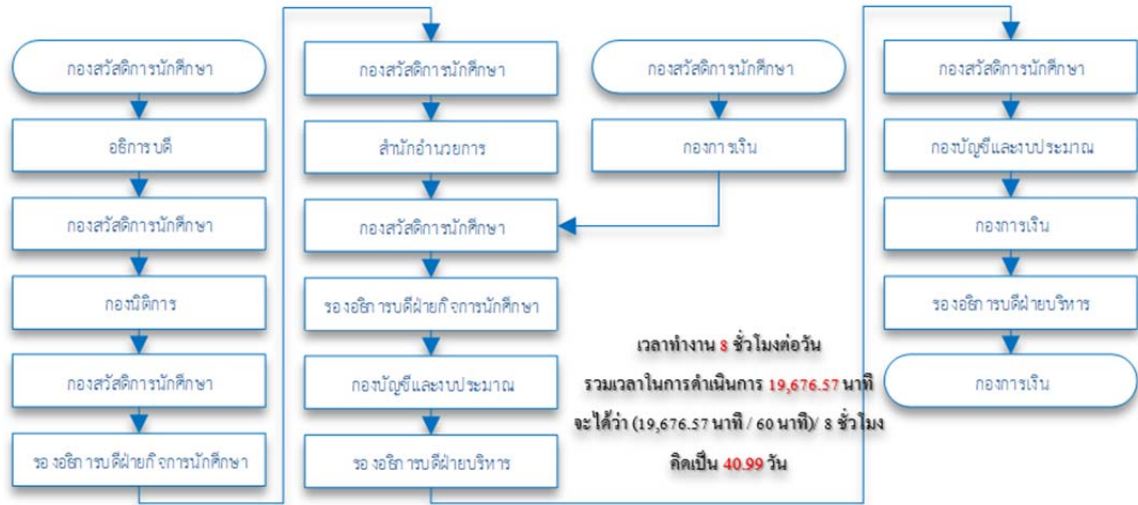 กองสวัสดิการนักศึกษา
อธิการบดี
กองสวัสดิการนักศึกษา
กองนิติการ
กองสวัสดิการนักศึกษา
รองอธิการบดีฝ่ายกิจการนักศึกษา
กองสวัสดิการนักศึกษา
สำนักอำนวยการ
กองสวัสดิการนักศึกษา
รองอธิการบดีฝ่ายกิจการนักศึกษา
กองบัญชีและงบประมาณ
รองอธิการบดีฝ่ายบริหาร
กองสวัสดิการนักศึกษา
กองการเงิน
เวลาทำงาน 8 ชั่วโมงต่อวัน
รวมเวลาในการดำเนินการ 19,676.57 นาที
จะได้ว่า (19,676.57 นาที / 60 นาที)/ 8 ชั่วโมง
คิดเป็น 40.99 วัน
กองสวัสดิการนักศึกษา
กองบัญชีและงบประมาณ
กองการเงิน
รองอธิการบดีฝ่ายบริหาร
กองการเงิน